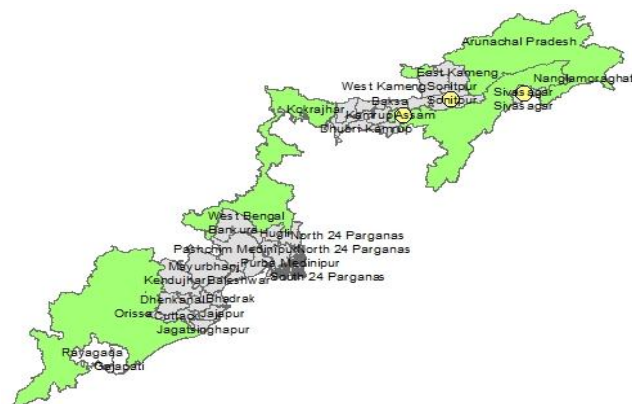 Arunachal Pradesh
East Kameng
Nanglamoraghat
West Kameng
Sonitpur
Sivasagar
Baksa
Sonitpur
Sivasagar
Kokrajhar
Kamrup
Assam
Dhubri
Kamrup
West Bengal
Bankura
Hugli
North 24 Parganas
Pashchim Medinipur
North 24 Parganas
Purba Medinipur
Mayurbhanj
South 24 Parganas
Kendujhar
Baleshwar
Dhenkanal
Bhadrak
Orissa
Cuttack
Jajapur
Jagatsinghapur
Rayagada
Gajapati